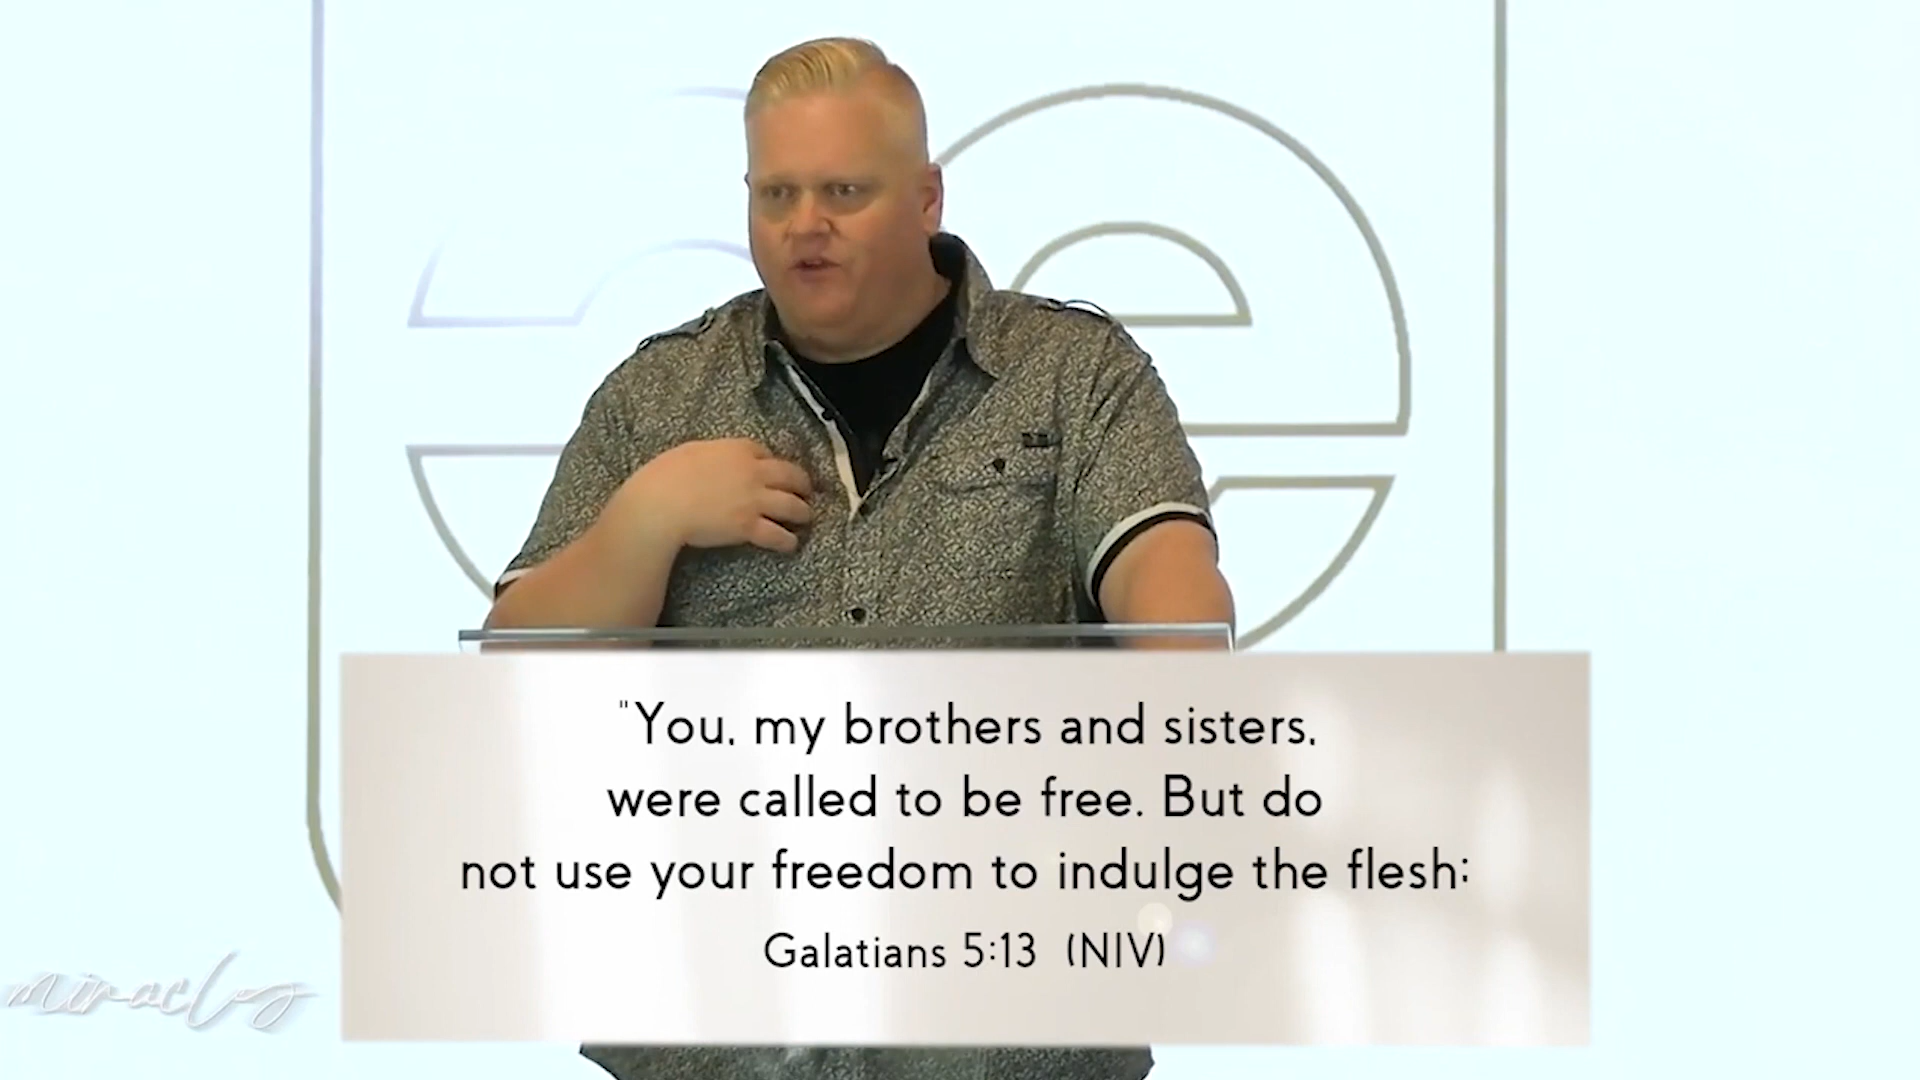 "You, my brothers and sisters,
were called to be free. But do
not use your freedom to indulge the flesh:
Galatians 5:13 (NIV)
miracles